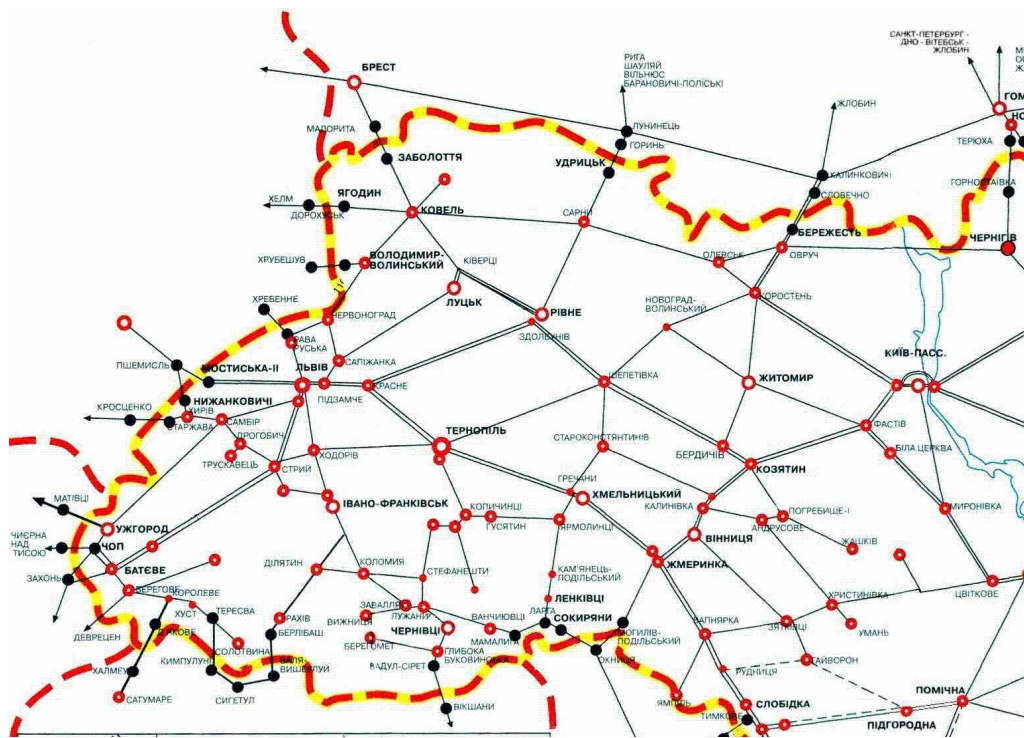 САНКТ-ПЕТЕРБУРГ -
ДНО - ВІТЕБСЬК -
ЖЛОБИН
БРЕСТ
РИГА
ШАУЛЯЙ
ВІЛЬНЮС
БАРАНОВИЧІ-ПОЛІСЬКІ
ЖЛОБИН
МАЛОРИТА
ЛУНИНЕЦЬ
ГОРИНЬ
ТЕРЮХА
ЗАБОЛОТТЯ
УДРИЦЬК
КАЛИНКОВИЧІ
СЛОВЕЧНО
ГОРНОСТАЇВКА
ХЕЛМ
ЯГОДИН
ДОРОХУСЬК
КОВЕЛЬ
САРНИ
БЕРЕЖЕСТЬ
ЧЕРНІГІВ
ХРУБЕШУВ
ВОЛОДИМИР-
ВОЛИНСЬКИЙ
КІВЕРЦІ
ОЛЕВСЬК
ОВРУЧ
ЛУЦЬК
ХРЕБЕННЕ
ЧЕРВОНОГРАД
РІВНЕ
НОВОГРАД-
ВОЛИНСЬКИЙ
КОРОСТЕНЬ
РАВА
РУСЬКА
ЗДОЛБУНІВ
КИЇВ-ПАСС.
ПШЕМИСЛЬ
МОСТИСЬКА-ІІ
ЛЬВІВ
САПІЖАНКА
КРАСНЕ
ШЕПЕТІВКА
ЖИТОМИР
НИЖАНКОВИЧІ
ПІДЗАМЧЕ
КРОСЦЕНКО
ХИРІВ
СТАРЖАВА
САМБІР
ДРОГОБИЧ
ТРУСКАВЕЦЬ
СТРИЙ
ХОДОРІВ
ТЕРНОПІЛЬ
СТАРОКОСТЯНТИНІВ
БЕРДИЧІВ
ФАСТІВ
БІЛА ЦЕРКВА
КОЗЯТИН
ГРЕЧАНИ
ХМЕЛЬНИЦЬКИЙ
МАТІВЦІ
УЖГОРОД
ІВАНО-ФРАНКІВСЬК
КОПИЧИНЦІ
ГУСЯТИН
ЯРМОЛИНЦІ
КАЛИНІВКА
ПОГРЕБИЩЕ-І
АНДРУСОВЕ
МИРОНІВКА
ЧИЄРНА
НАД
ТИСОЮ
ЧОП
ВІННИЦЯ
ЖАШКІВ
ЗАХОНЬ
БАТЄВЕ
ДІЛЯТИН
КОЛОМИЯ
СТЕФАНЕШТИ
КАМ'ЯНЕЦЬ-
ПОДІЛЬСЬКИЙ
ЖМЕРИНКА
БЕРЕГОВЕ
КОРОЛЕВЕ
ХУСТ
ТЕРЕСВА
РАХІВ
ЗАВАЛЛЯ
ВИЖНИЦЯ
ЛУЖАНИ
ЛЕНКІВЦІ
ХРИСТИНІВКА
ЦВІТКОВЕ
ДЕВРЕЦЕН
ДЯКОВЕ
СОЛОТВИНА
БЕРЛІБАШ
БЕРЕГОМЕТ
ЧЕРНІВЦІ
ВАНЧИЮВЦІ
МАМАЛИГА
ЛАРГА
СОКИРЯНИ
МОГИЛІВ-
ПОДІЛЬСЬКИЙ
ВАПНЯРКА
ЗЯТКІВЦІ
УМАНЬ
ХАЛМЕУ
КИМПУЛУНГ
ВАЛЯ-
ВИШЕУЛУЙ
ВАДУЛ-СІРЕТ
ГЛИБОКА
БУКОВИНСЬКА
ОКНИЦЯ
РУДНИЦЯ
ГАЙВОРОН
САТУМАРЕ
СИГЕТУЛ
ВІКШАНИ
ЯМПІЛЬ
СЛОБІДКА
ТИМКОВЕ
ПОМІЧНА
ПІДГОРОДНА